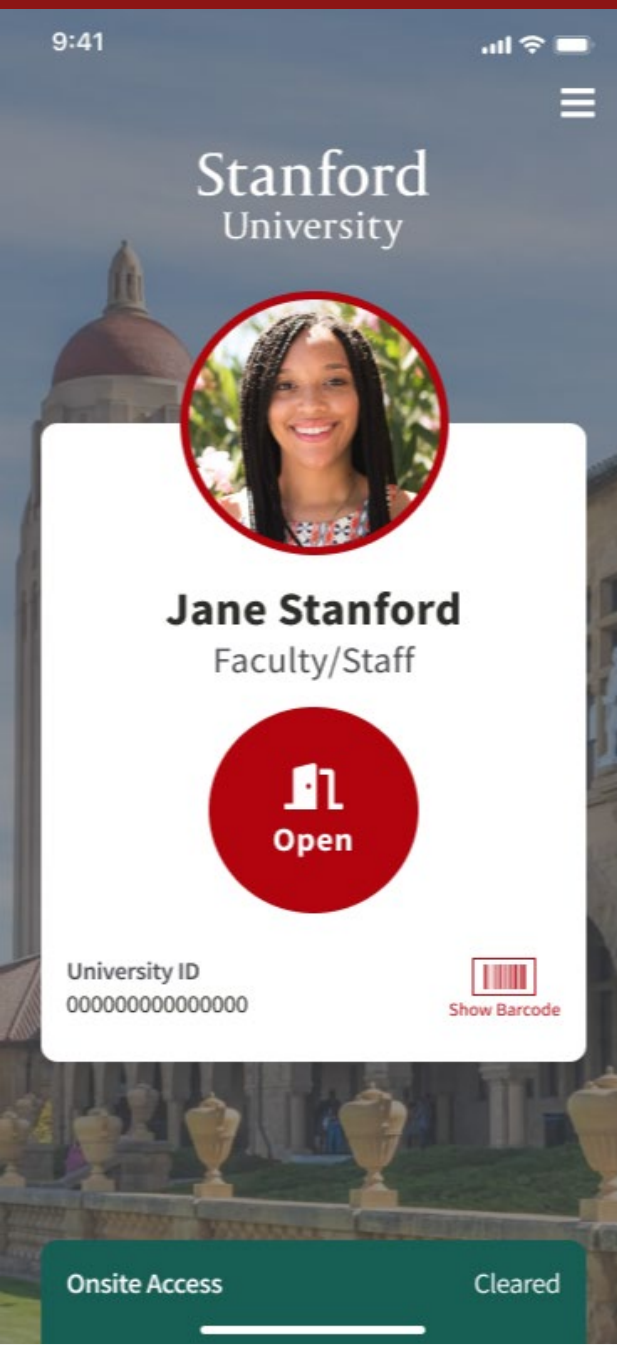 9:41
Stanford
University
Jane Stanford
Faculty/Staff
Open
University ID
000000000000000
Show Barcode
Onsite Access Cleared